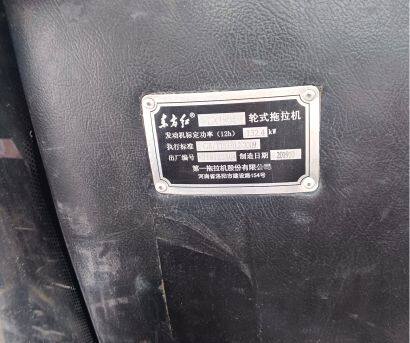 东方红® 轮式拖拉机
发动机标定功率(12h) 132.4 kW
执行标准
出厂编号 制造日期
第一拖拉机股份有限公司
河南省洛阳市建设路154号